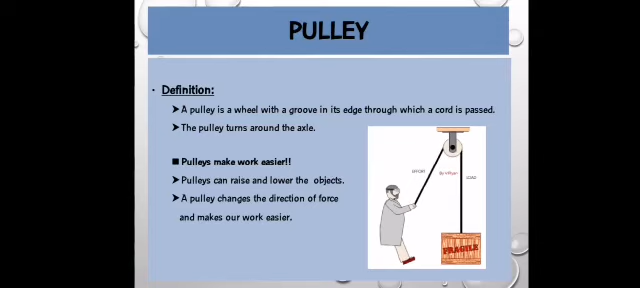 PULLEY
• Definition:
➤A pulley is a wheel with a groove in its edge through which a cord is passed.
➤The pulley turns around the axle.
■ Pulleys make work easier!!
➤Pulleys can raise and lower the objects.
➤A pulley changes the direction of force
and makes our work easier.
EFFORT
LOAD
FRAGILE